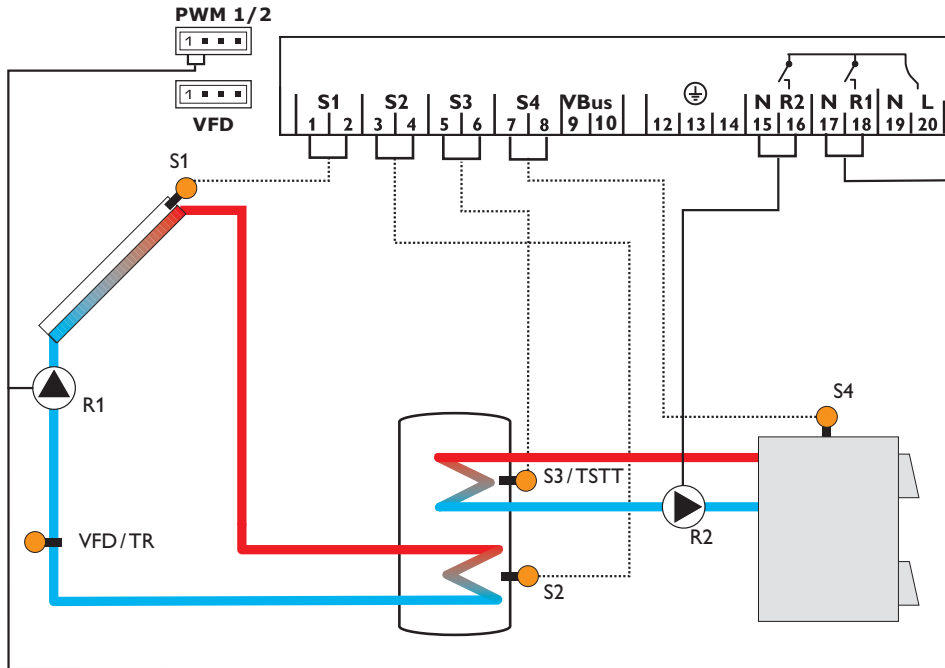 PWM 1/2
1
1
VFD
S1 S2 S3 S4 VBus N R2 N R1 N L
1 2 3 4 5 6 7 8 9 10 12 13 14 15 16 17 18 19 20
S1
R1
S4
S3/TSTT
R2
VFD/TR
S2